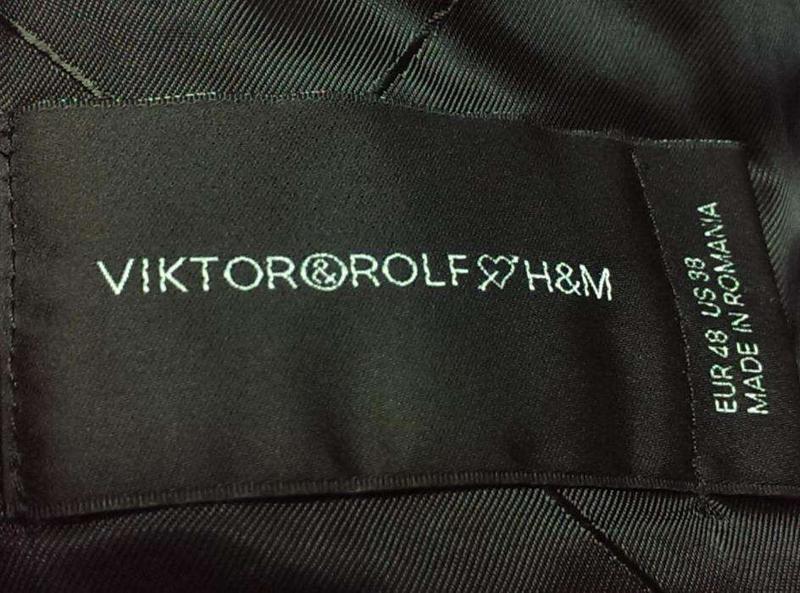 VIKTOR&ROLF💘H&M
EUR 48 US 38
MADE IN ROMANIA